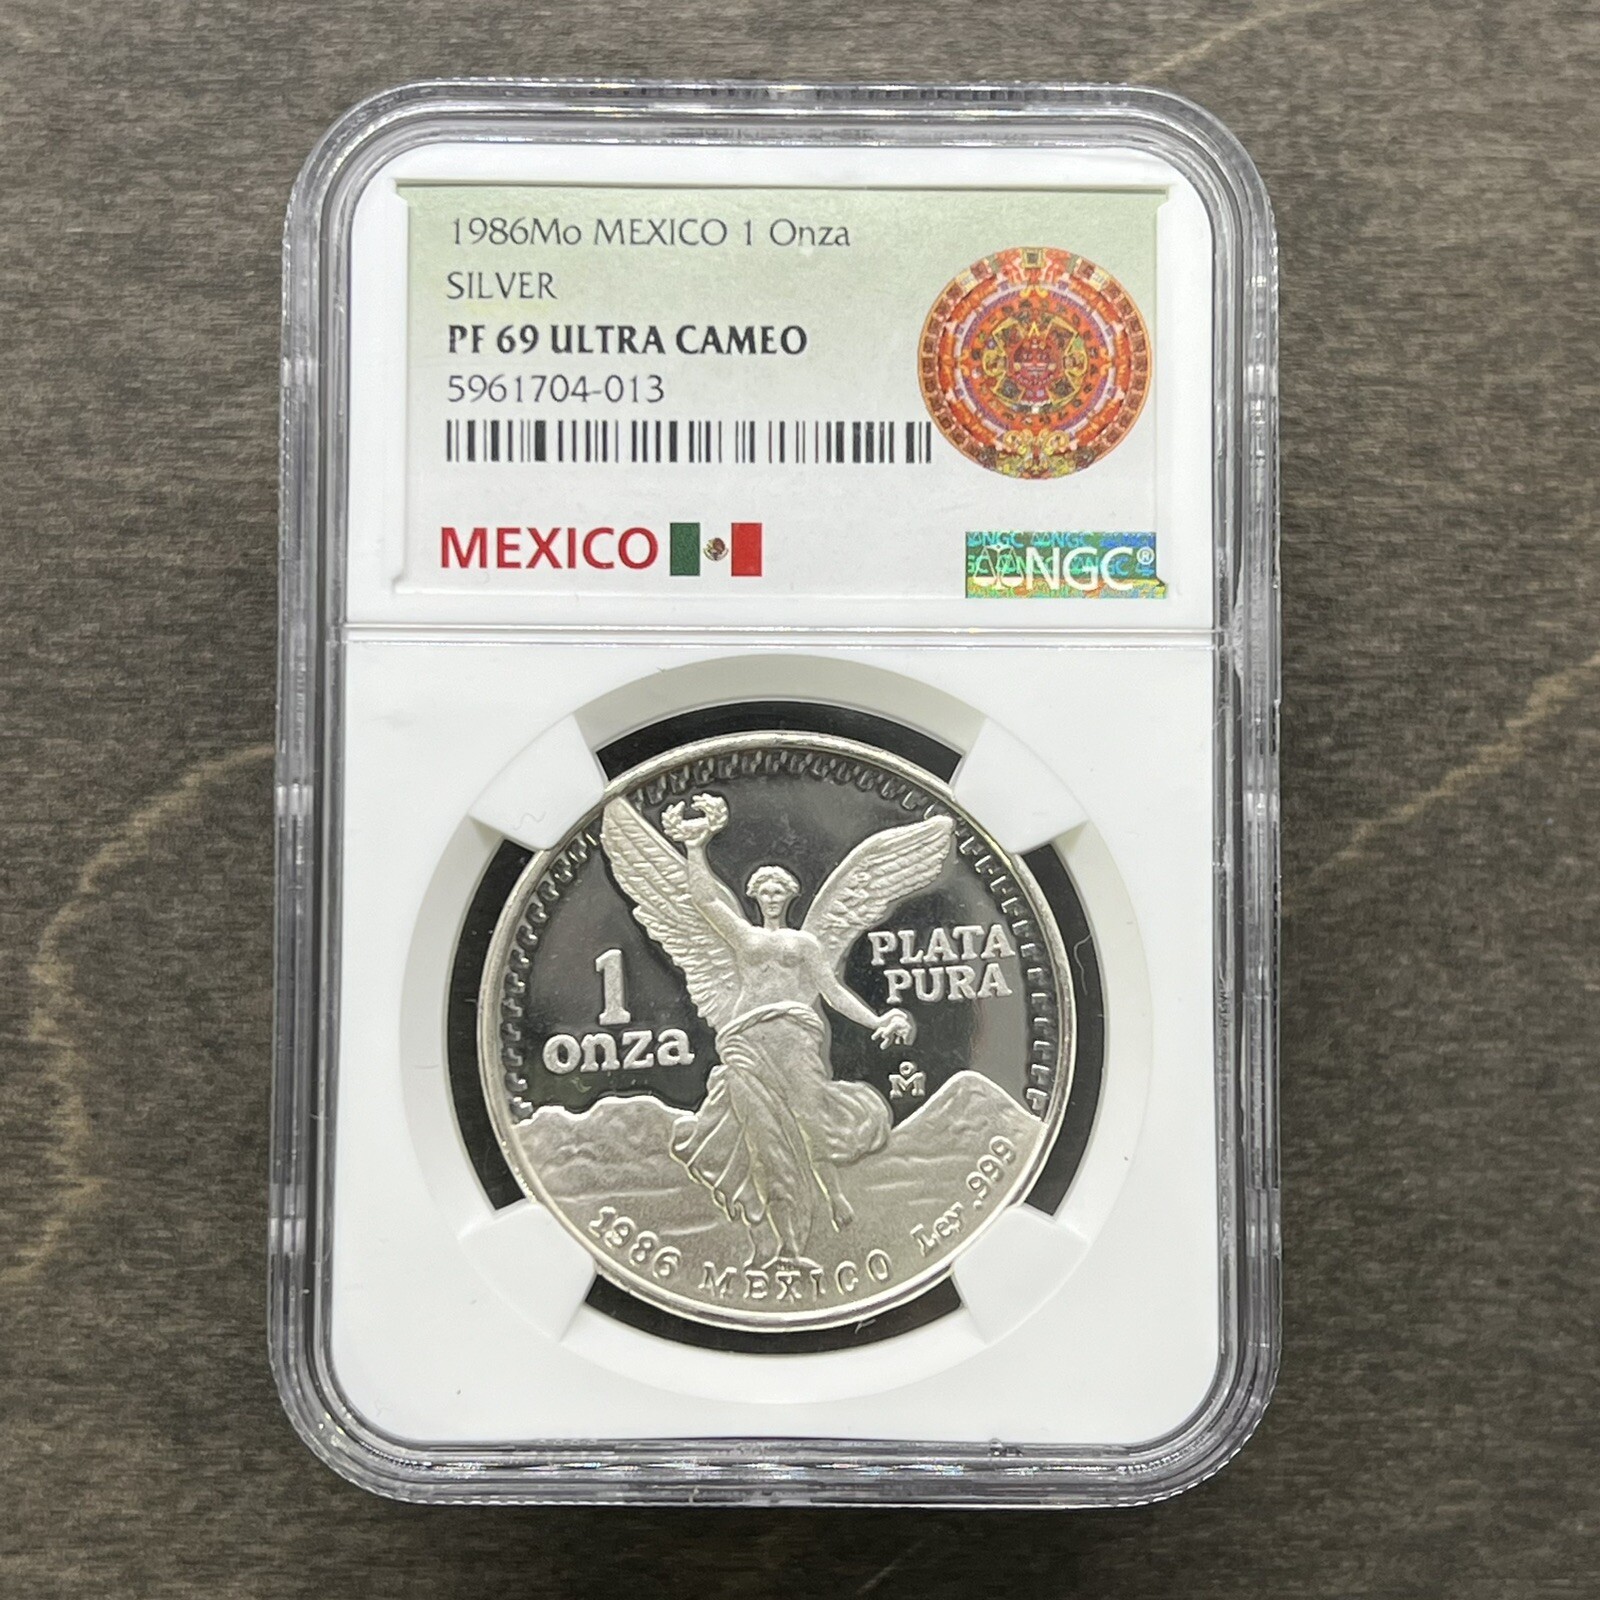 1986Mo MEXICO 1 Onza
SILVER
PF 69 ULTRA CAMEO
5961704-013
MEXICO
NGC®
1
onza
PLATA
PURA
M̊
1986 MEXICO Ley .999